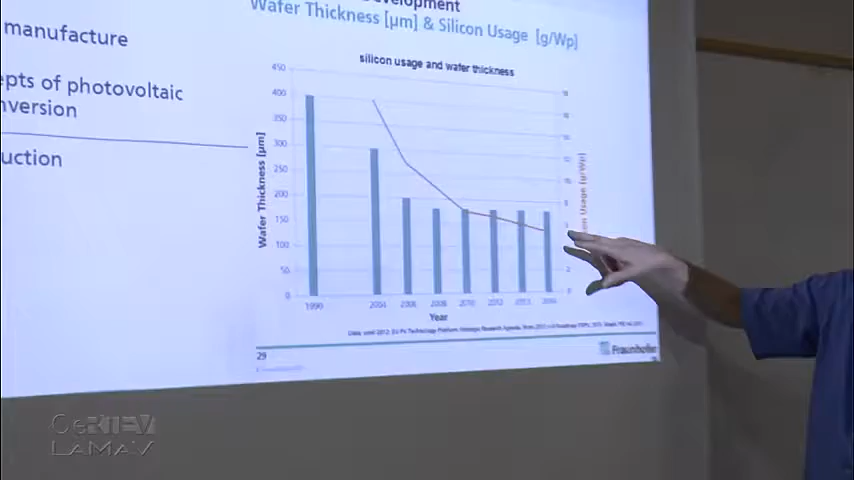 velopment
Wafer Thickness [µm] & Silicon Usage [g/Wp]
manufacture
epts of photovoltaic
nversion
uction
silicon usage and wafer thickness
450
400
350
300
250
200
150
100
50
0
Wafer Thickness [µm]
on Usage [g/Wp]
1990 2004 2006 2008 2010 2012 2013
Year
29
Fraunhofer
CeRTEV
LAMAV